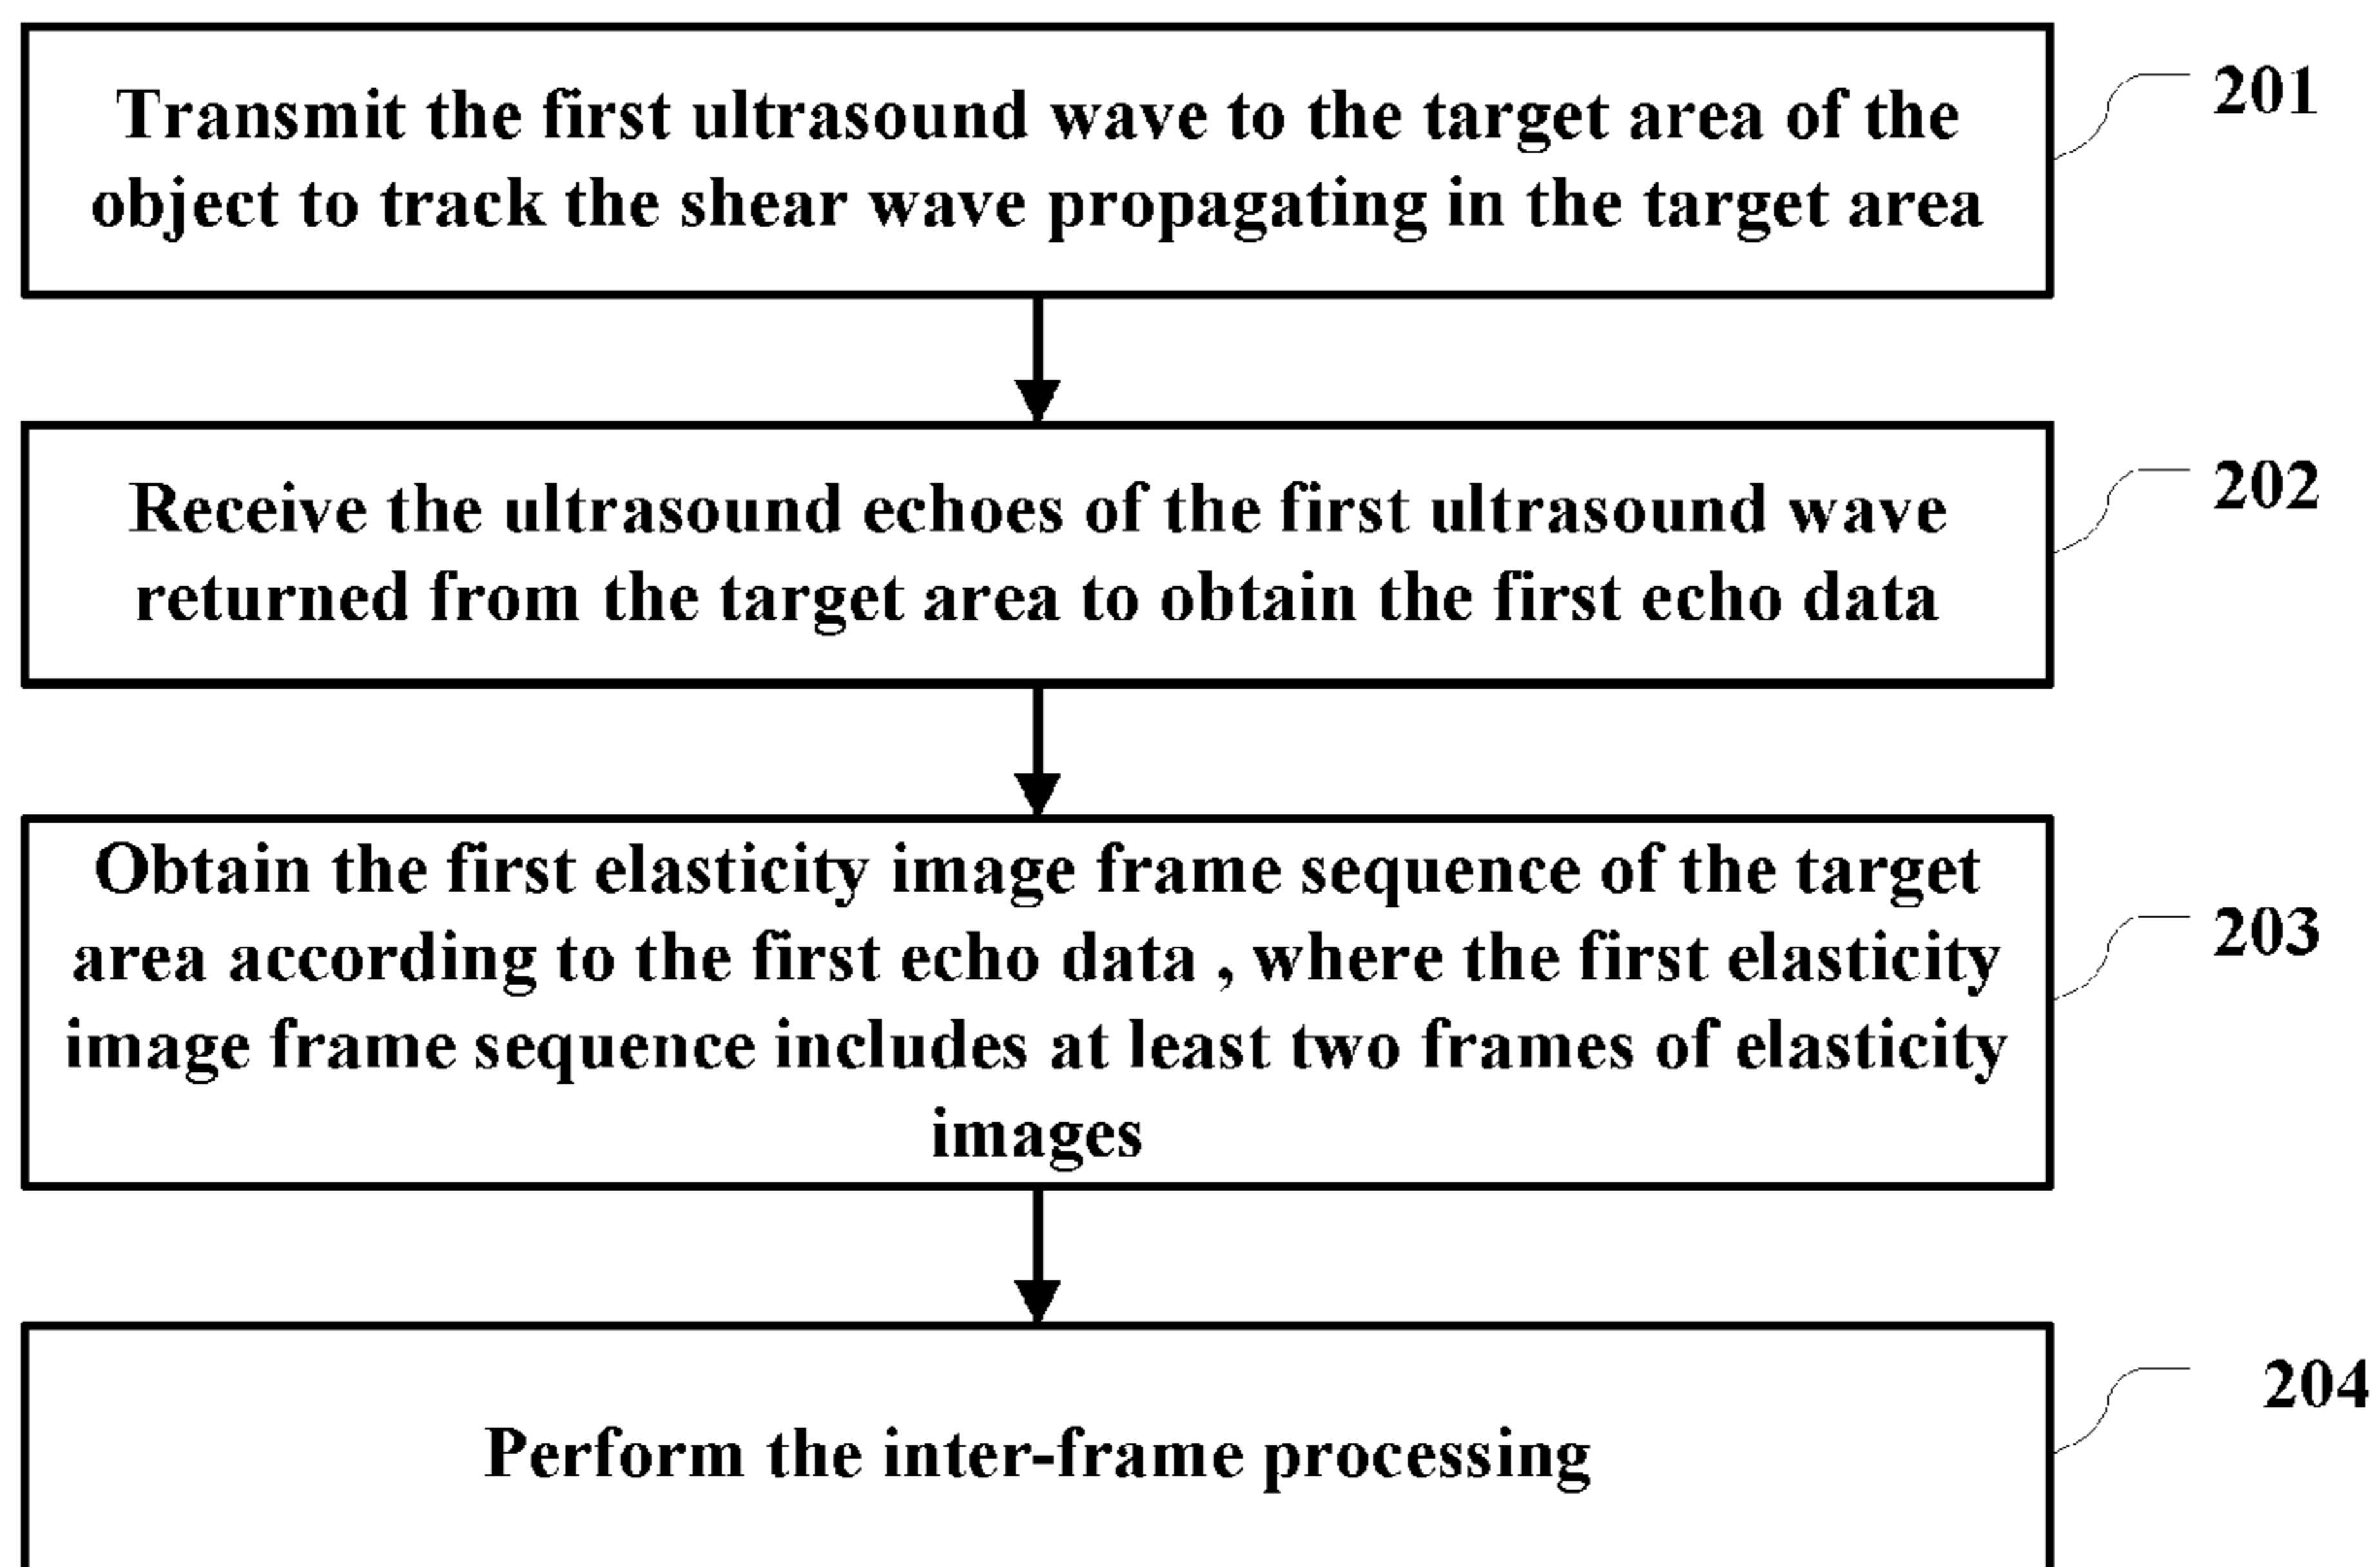 Transmit the first ultrasound wave to the target area of the
object to track the shear wave propagating in the target area
201
Receive the ultrasound echoes of the first ultrasound wave
returned from the target area to obtain the first echo data
202
Obtain the first elasticity image frame sequence of the target
area according to the first echo data , where the first elasticity
image frame sequence includes at least two frames of elasticity
images
203
Perform the inter-frame processing
204